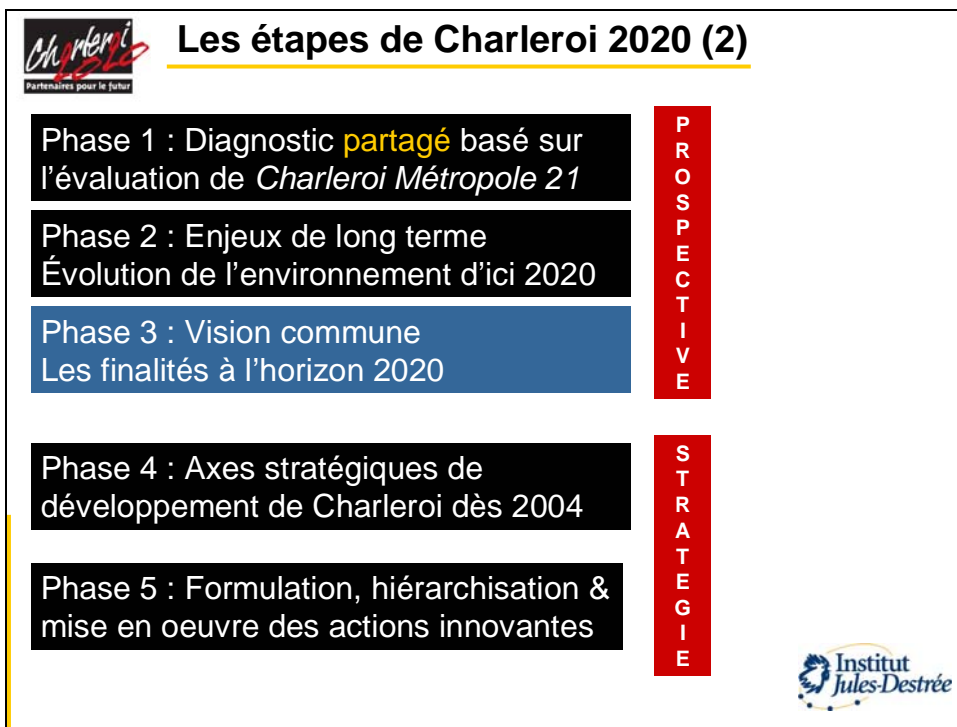 Charleroi
2020
Partenaires pour le futur
Les étapes de Charleroi 2020 (2)
Phase 1 : Diagnostic partagé basé sur
l’évaluation de Charleroi Métropole 21
Phase 2 : Enjeux de long terme
Évolution de l’environnement d’ici 2020
Phase 3 : Vision commune
Les finalités à l’horizon 2020
PROSPECTIVE
Phase 4 : Axes stratégiques de
développement de Charleroi dès 2004
Phase 5 : Formulation, hiérarchisation &
mise en oeuvre des actions innovantes
STRATEGIE
Institut
Jules-Destrée